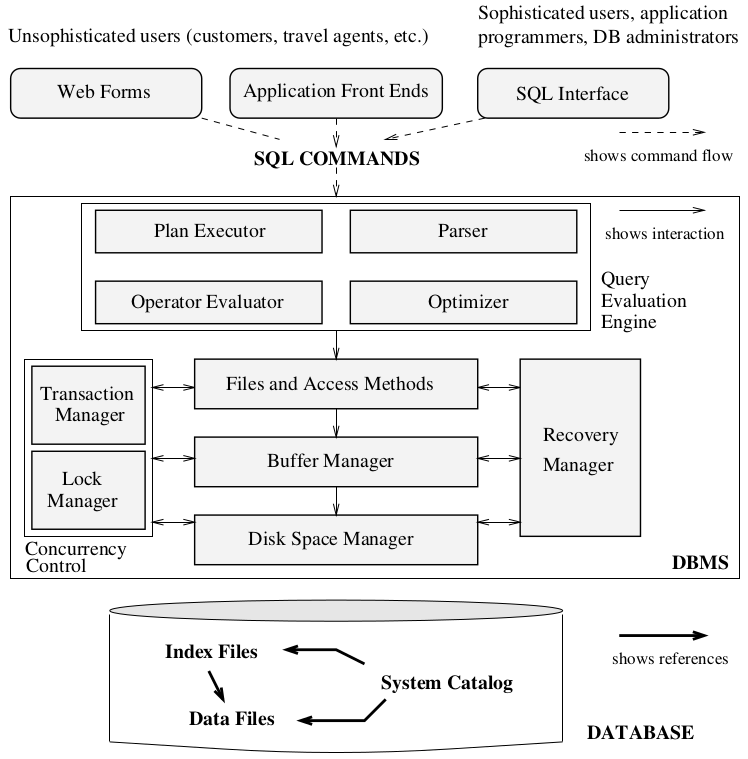 Unsophisticated users (customers, travel agents, etc.)
Sophisticated users, application
programmers, DB administrators
Web Forms
Application Front Ends
SQL Interface
SQL COMMANDS
shows command flow
shows interaction
Plan Executor
Parser
Operator Evaluator
Optimizer
Query
Evaluation
Engine
Files and Access Methods
Transaction
Manager
Buffer Manager
Recovery
Manager
Lock
Manager
Disk Space Manager
Concurrency
Control
DBMS
Index Files
System Catalog
Data Files
shows references
DATABASE